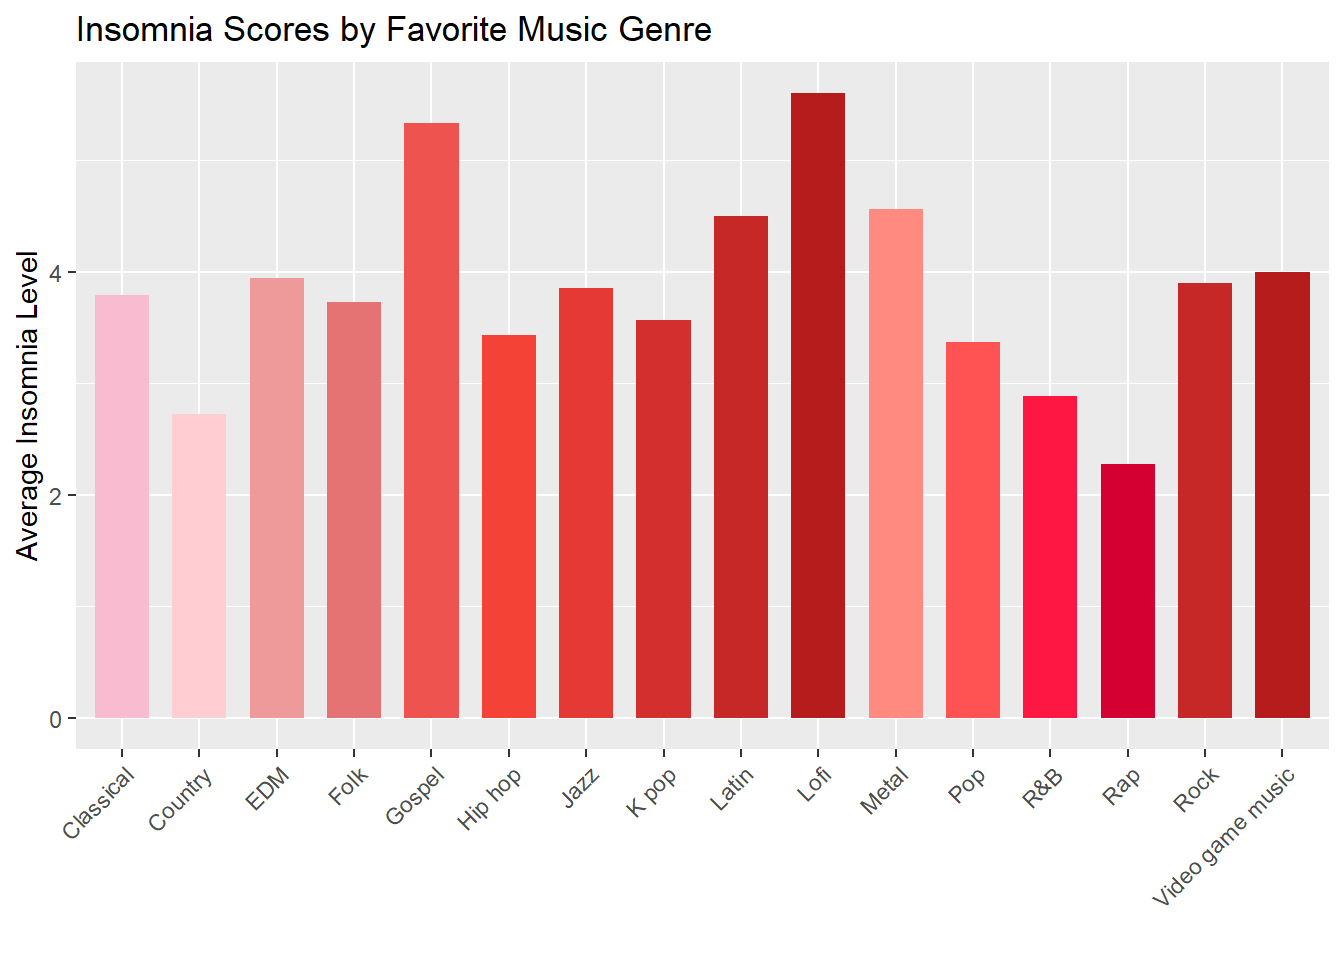 Insomnia Scores by Favorite Music Genre
Average Insomnia Level
4
2
0
Classical
Country
EDM
Folk
Gospel
Hip hop
Jazz
K pop
Latin
Lofi
Metal
Pop
R&B
Rap
Rock
Video game music